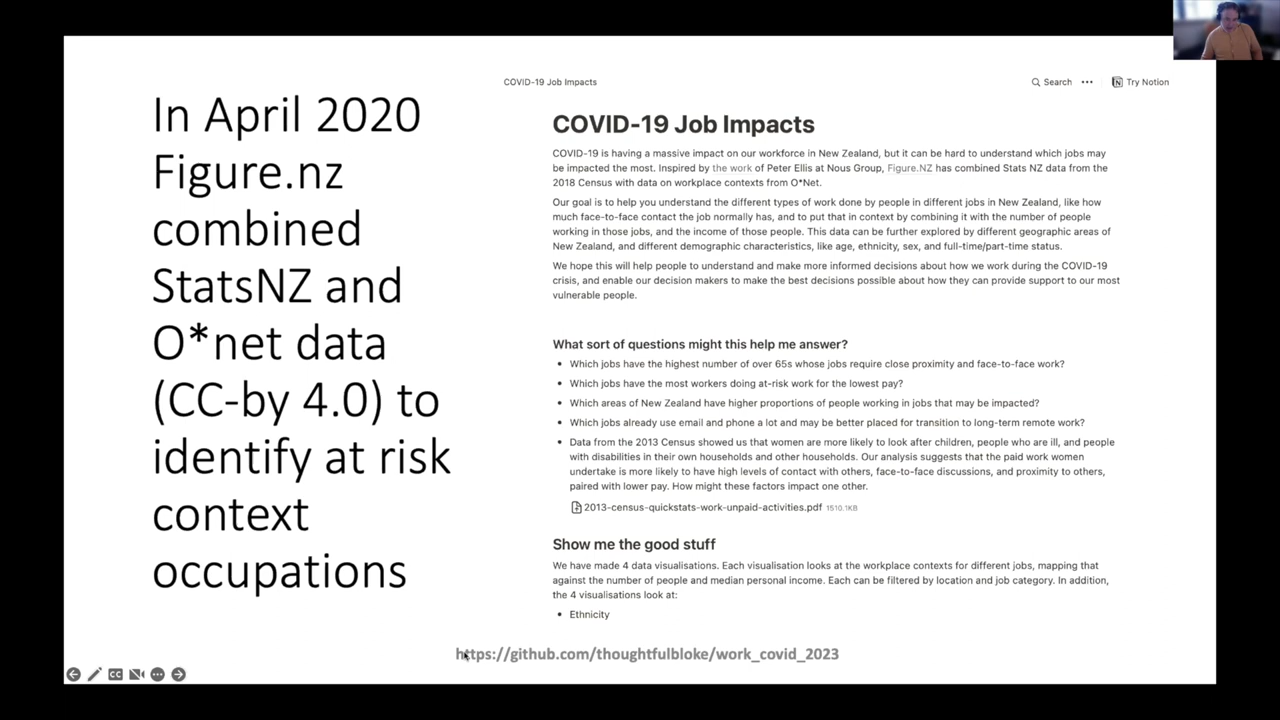 In April 2020
Figure.nz
combined
StatsNZ and
O*net data
(CC-by 4.0) to
identify at risk
context
occupations
COVID-19 Job Impacts
Search
Try Notion
COVID-19 Job Impacts
COVID-19 is having a massive impact on our workforce in New Zealand, but it can be hard to understand which jobs may
be impacted the most. Inspired by the work of Peter Ellis at Nous Group, Figure.NZ has combined Stats NZ data from the
2018 Census with data on workplace contexts from O*Net.
Our goal is to help you understand the different types of work done by people in different jobs in New Zealand, like how
much face-to-face contact the job normally has, and to put that in context by combining it with the number of people
working in those jobs, and the income of those people. This data can be further explored by different geographic areas of
New Zealand, and different demographic characteristics, like age, ethnicity, sex, and full-time/part-time status.
We hope this will help people to understand and make more informed decisions about how we work during the COVID-19
crisis, and enable our decision makers to make the best decisions possible about how they can provide support to our most
vulnerable people.
What sort of questions might this help me answer?
• Which jobs have the highest number of over 65s whose jobs require close proximity and face-to-face work?
• Which jobs have the most workers doing at-risk work for the lowest pay?
• Which areas of New Zealand have higher proportions of people working in jobs that may be impacted?
• Which jobs already use email and phone a lot and may be better placed for transition to long-term remote work?
• Data from the 2013 Census showed us that women are more likely to look after children, people who are ill, and people
with disabilities in their own households and other households. Our analysis suggests that the paid work women
undertake is more likely to have high levels of contact with others, face-to-face discussions, and proximity to others,
paired with lower pay. How might these factors impact one other.
2013-census-quickstats-work-unpaid-activities.pdf 1510.1KB
Show me the good stuff
We have made 4 data visualisations. Each visualisation looks at the workplace contexts for different jobs, mapping that
against the number of people and median personal income. Each can be filtered by location and job category. In addition,
the 4 visualisations look at:
• Ethnicity
https://github.com/thoughtfulbloke/work_covid_2023
CC